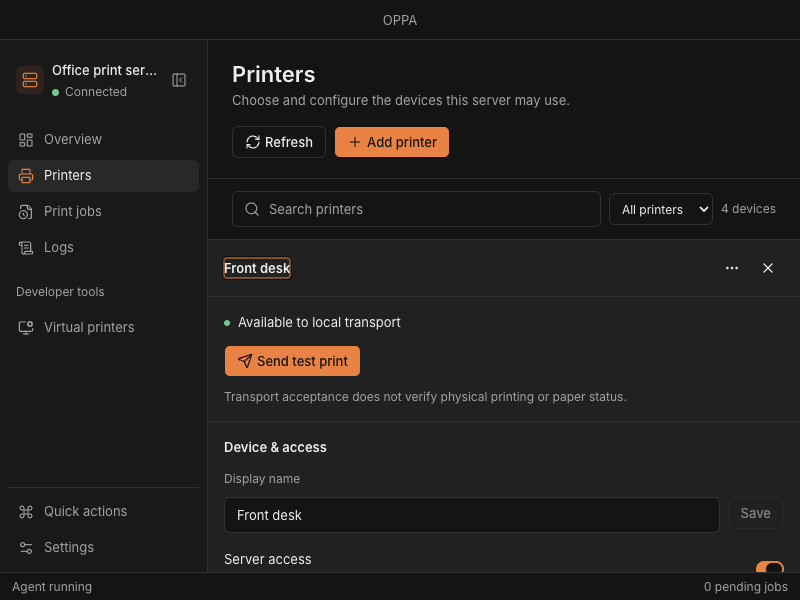 OPPA
Office print ser...
Connected
Overview
Printers
Print jobs
Logs
Developer tools
Virtual printers
Quick actions
Settings
Printers
Choose and configure the devices this server may use.
Refresh
Add printer
Search printers
All printers
4 devices
Front desk
Available to local transport
Send test print
Transport acceptance does not verify physical printing or paper status.
Device & access
Display name
Front desk
Save
Server access
Agent running
0 pending jobs